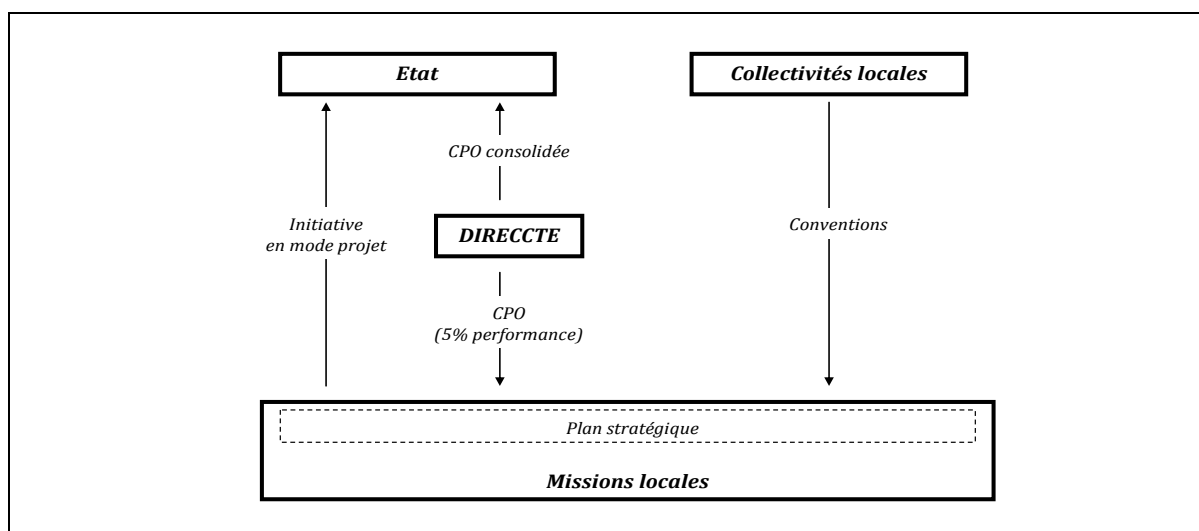 Etat
Collectivités locales
CPO consolidée
Initiative
en mode projet
DIRECCTE
Conventions
CPO
(5% performance)
Plan stratégique
Missions locales